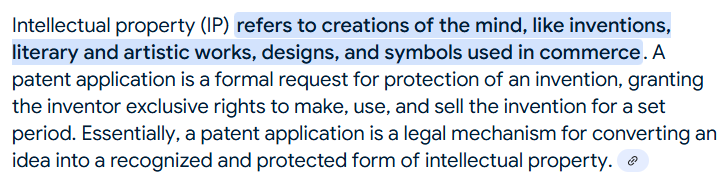 Intellectual property (IP) refers to creations of the mind, like inventions,
literary and artistic works, designs, and symbols used in commerce. A
patent application is a formal request for protection of an invention, granting
the inventor exclusive rights to make, use, and sell the invention for a set
period. Essentially, a patent application is a legal mechanism for converting an
idea into a recognized and protected form of intellectual property.